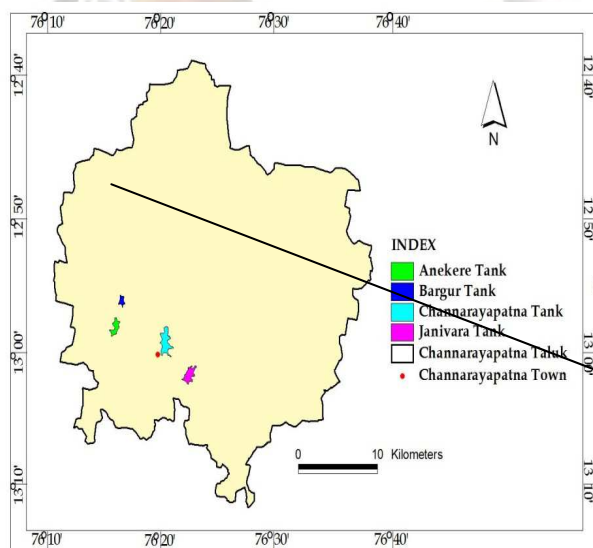 76°10' 76°20' 76°30' 76°40'
12°40' 12°40'
N
12°50' 12°50'
INDEX
Anekere Tank
Bargur Tank
Channarayapatna Tank
Janivara Tank
13°00' Channarayapatna Taluk 13°00'
Channarayapatna Town
0 10 Kilometers
13°10' 13°10'
76°10' 76°20' 76°30' 76°40'